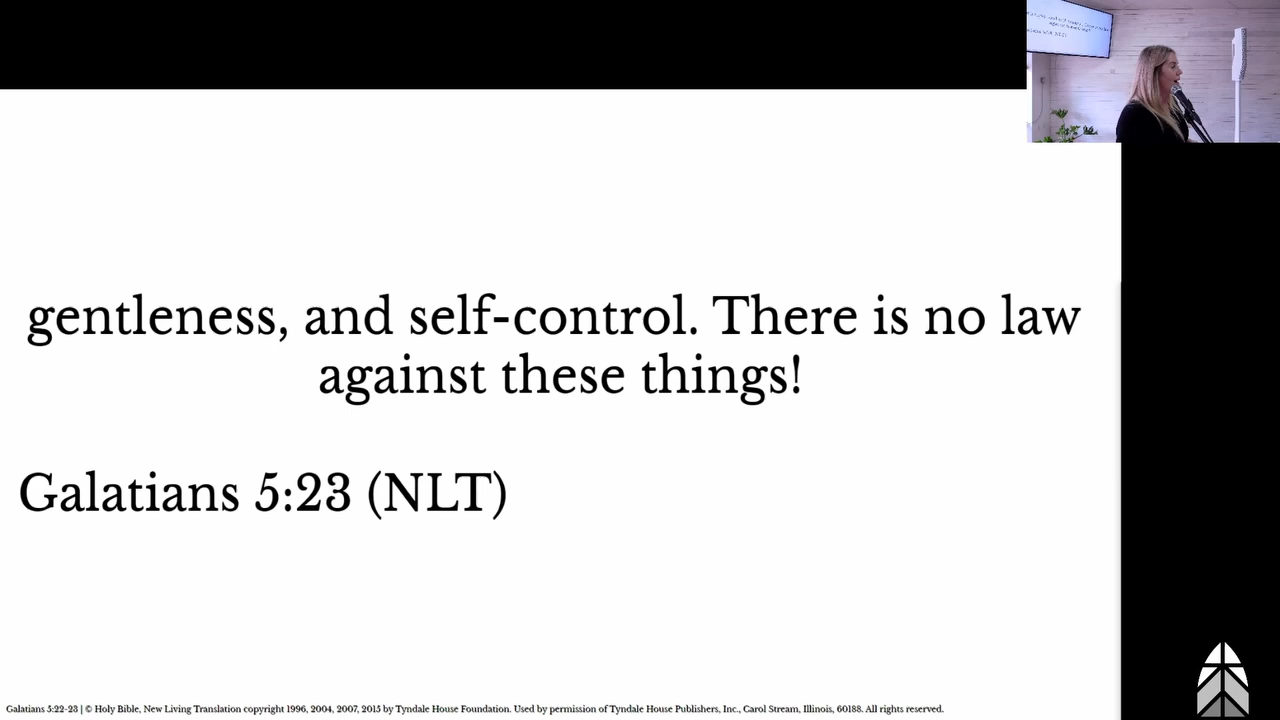 gentleness, and self-control. There is no law
against these things!
Galatians 5:23 (NLT)
Galatians 5:22-23 | © Holy Bible, New Living Translation copyright 1996, 2004, 2007, 2015 by Tyndale House Foundation. Used by permission of Tyndale House Publishers, Inc., Carol Stream, Illinois, 60188. All rights reserved.